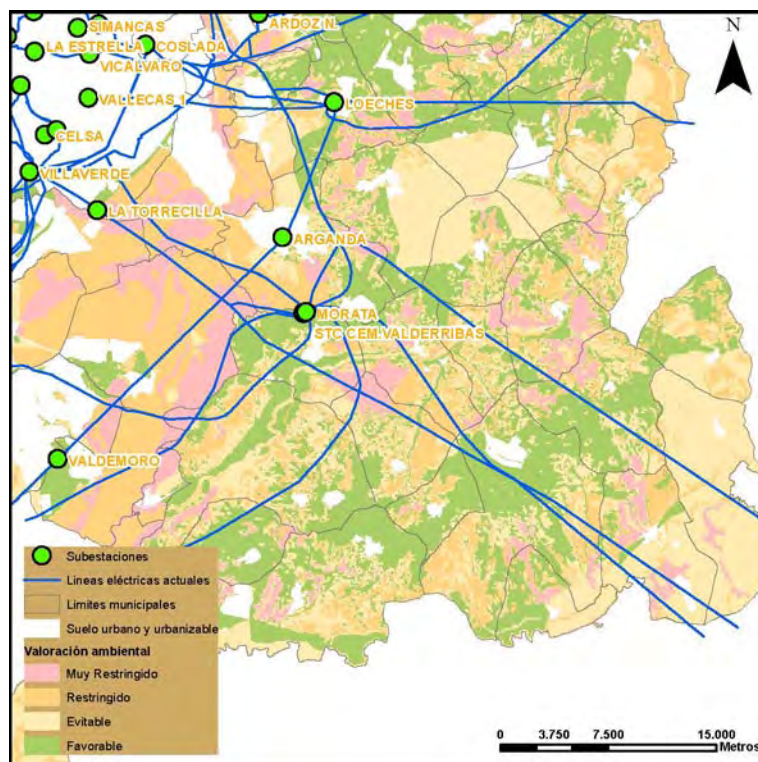 SIMANCAS
ARDOZ N.
N
LA ESTRELLA
COSLADA
VICALVARO
VALLECAS 1
LOECHES
CELSA
VILLAVERDE
LA TORRECILLA
ARGANDA
MORATA
STC CEM.VALDERRIBAS
VALDEMORO
Subestaciones
Lineas eléctricas actuales
Limites municipales
Suelo urbano y urbanizable
Valoración ambiental
Muy Restringido
Restringido
Evitable
Favorable
0 3.750 7.500 15.000
Metros